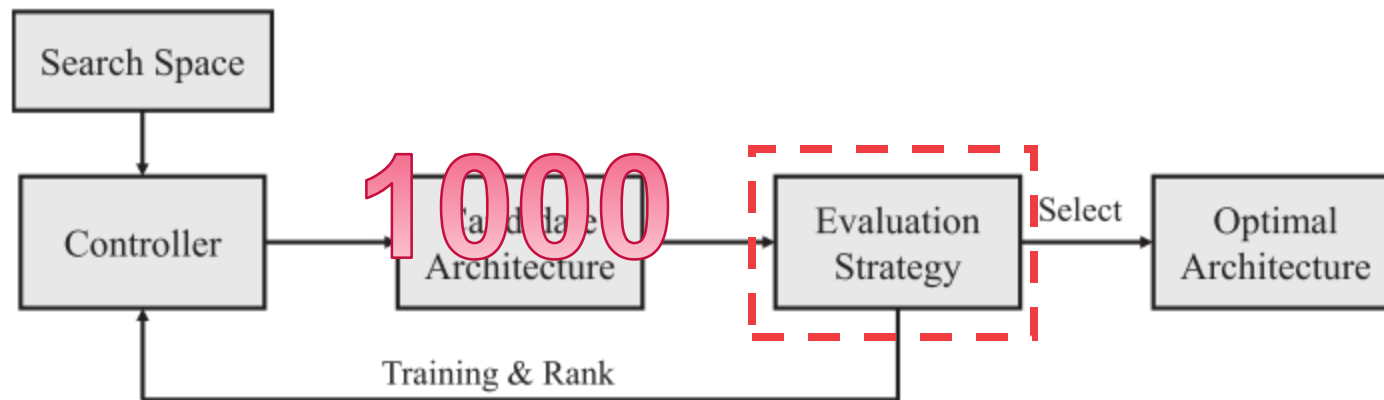 Search Space
1000
Controller
Architecture
Evaluation
Strategy
Select
Optimal
Architecture
Training & Rank